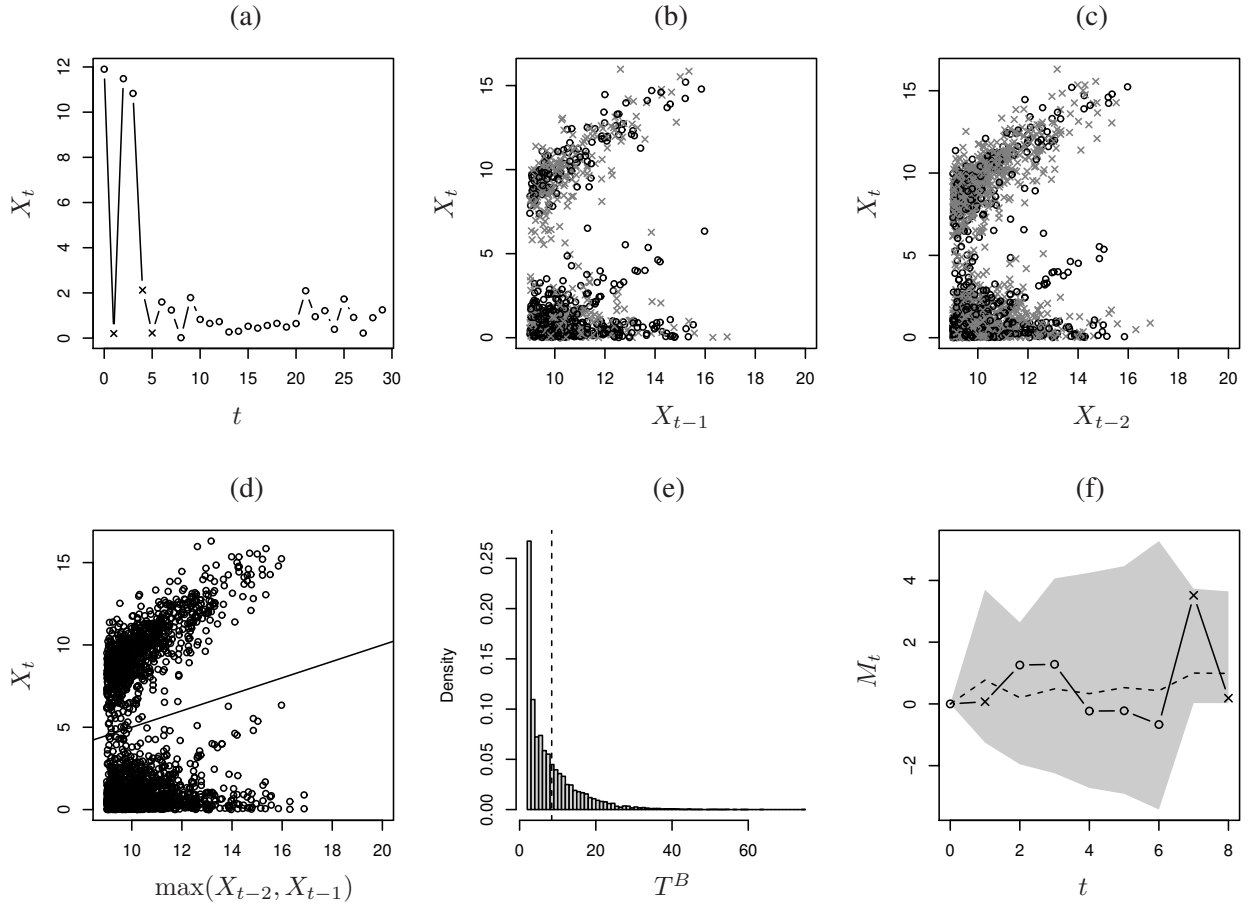 (a)
12
10
8
6
4
2
0
X_t
0 5 10 15 20 25 30
t
(b)
15
10
5
0
X_t
10 12 14 16 18 20
X_{t−1}
(c)
15
10
5
0
X_t
10 12 14 16 18 20
X_{t−2}
(d)
15
10
5
0
X_t
10 12 14 16 18 20
max(X_{t−2}, X_{t−1})
(e)
0.25
0.20
0.15
0.10
0.05
0.00
Density
0 20 40 60
T^B
(f)
4
2
0
−2
M_t
0 2 4 6 8
t